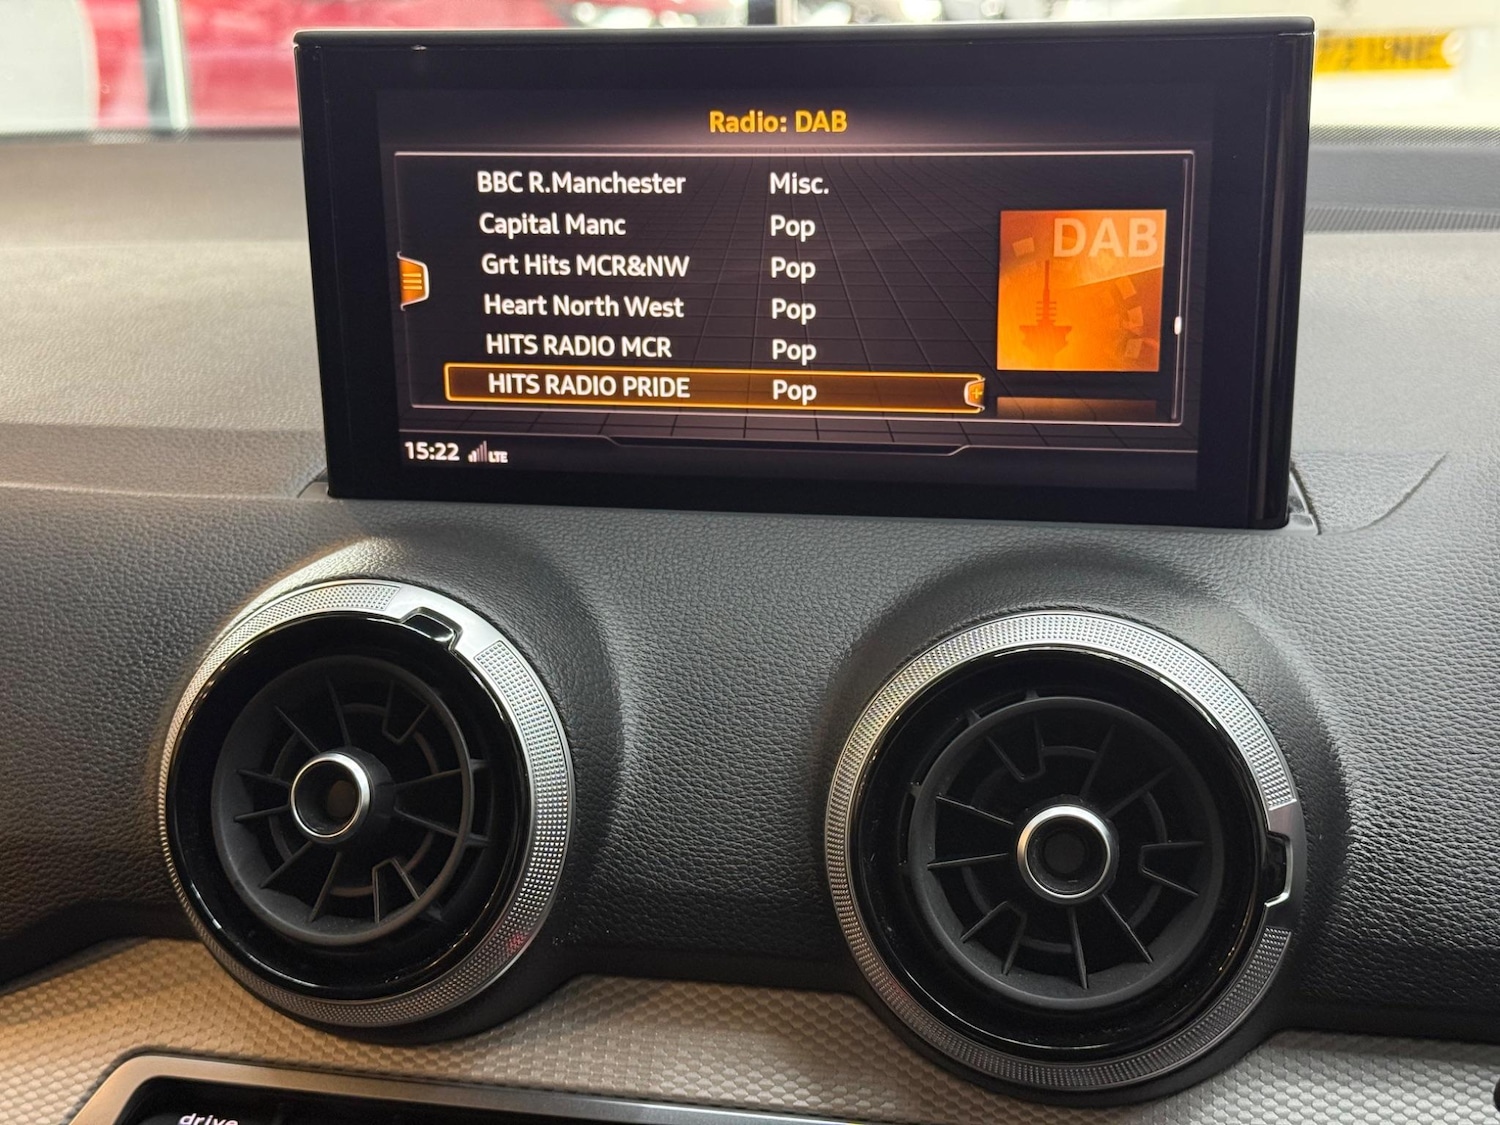 Radio: DAB
BBC R.Manchester Misc.
Capital Manc Pop
Grt Hits MCR&NW Pop
Heart North West Pop
HITS RADIO MCR Pop
HITS RADIO PRIDE Pop
DAB
15:22 LTE
drive